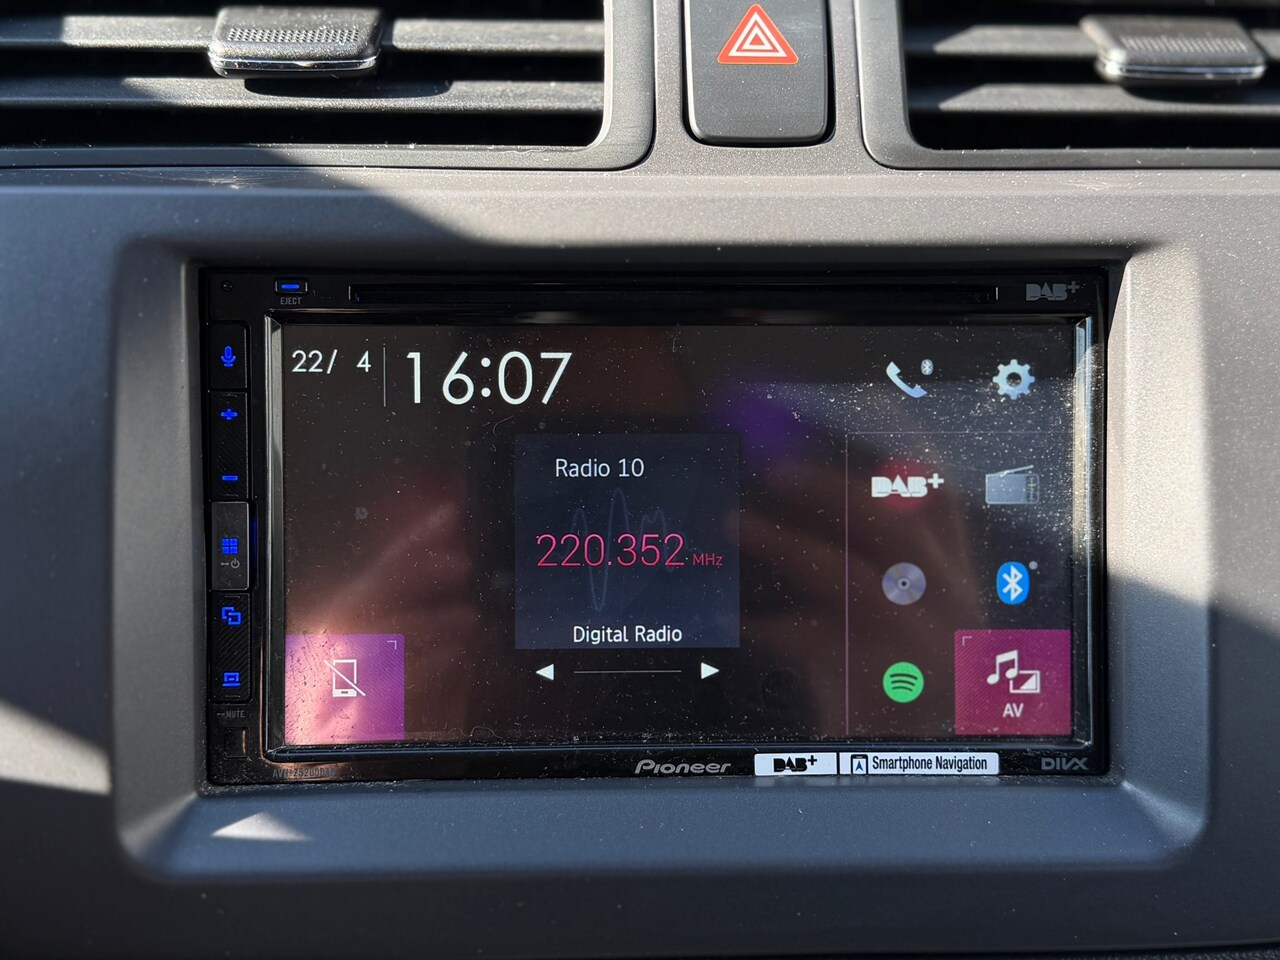 EJECT
DAB+
22/ 4
16:07
Radio 10
220.352 MHz
Digital Radio
DAB+
AV
MUTE
Pioneer
DAB+
Smartphone Navigation
DIVX